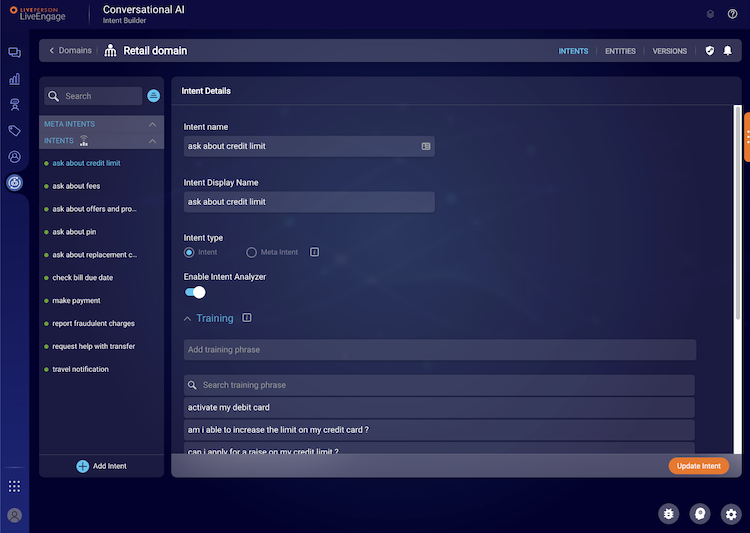 LIVEPERSON
LiveEngage
Conversational AI
Intent Builder
Domains
Retail domain
INTENTS
ENTITIES
VERSIONS
Search
META INTENTS
INTENTS
ask about credit limit
ask about fees
ask about offers and pro...
ask about pin
ask about replacement c...
check bill due date
make payment
report fraudulent charges
request help with transfer
travel notification
Add Intent
Intent Details
Intent name
ask about credit limit
Intent Display Name
ask about credit limit
Intent type
Intent
Meta Intent
Enable Intent Analyzer
Training
Add training phrase
Search training phrase
activate my debit card
am i able to increase the limit on my credit card ?
can i apply for a raise on my credit limit ?
Update Intent